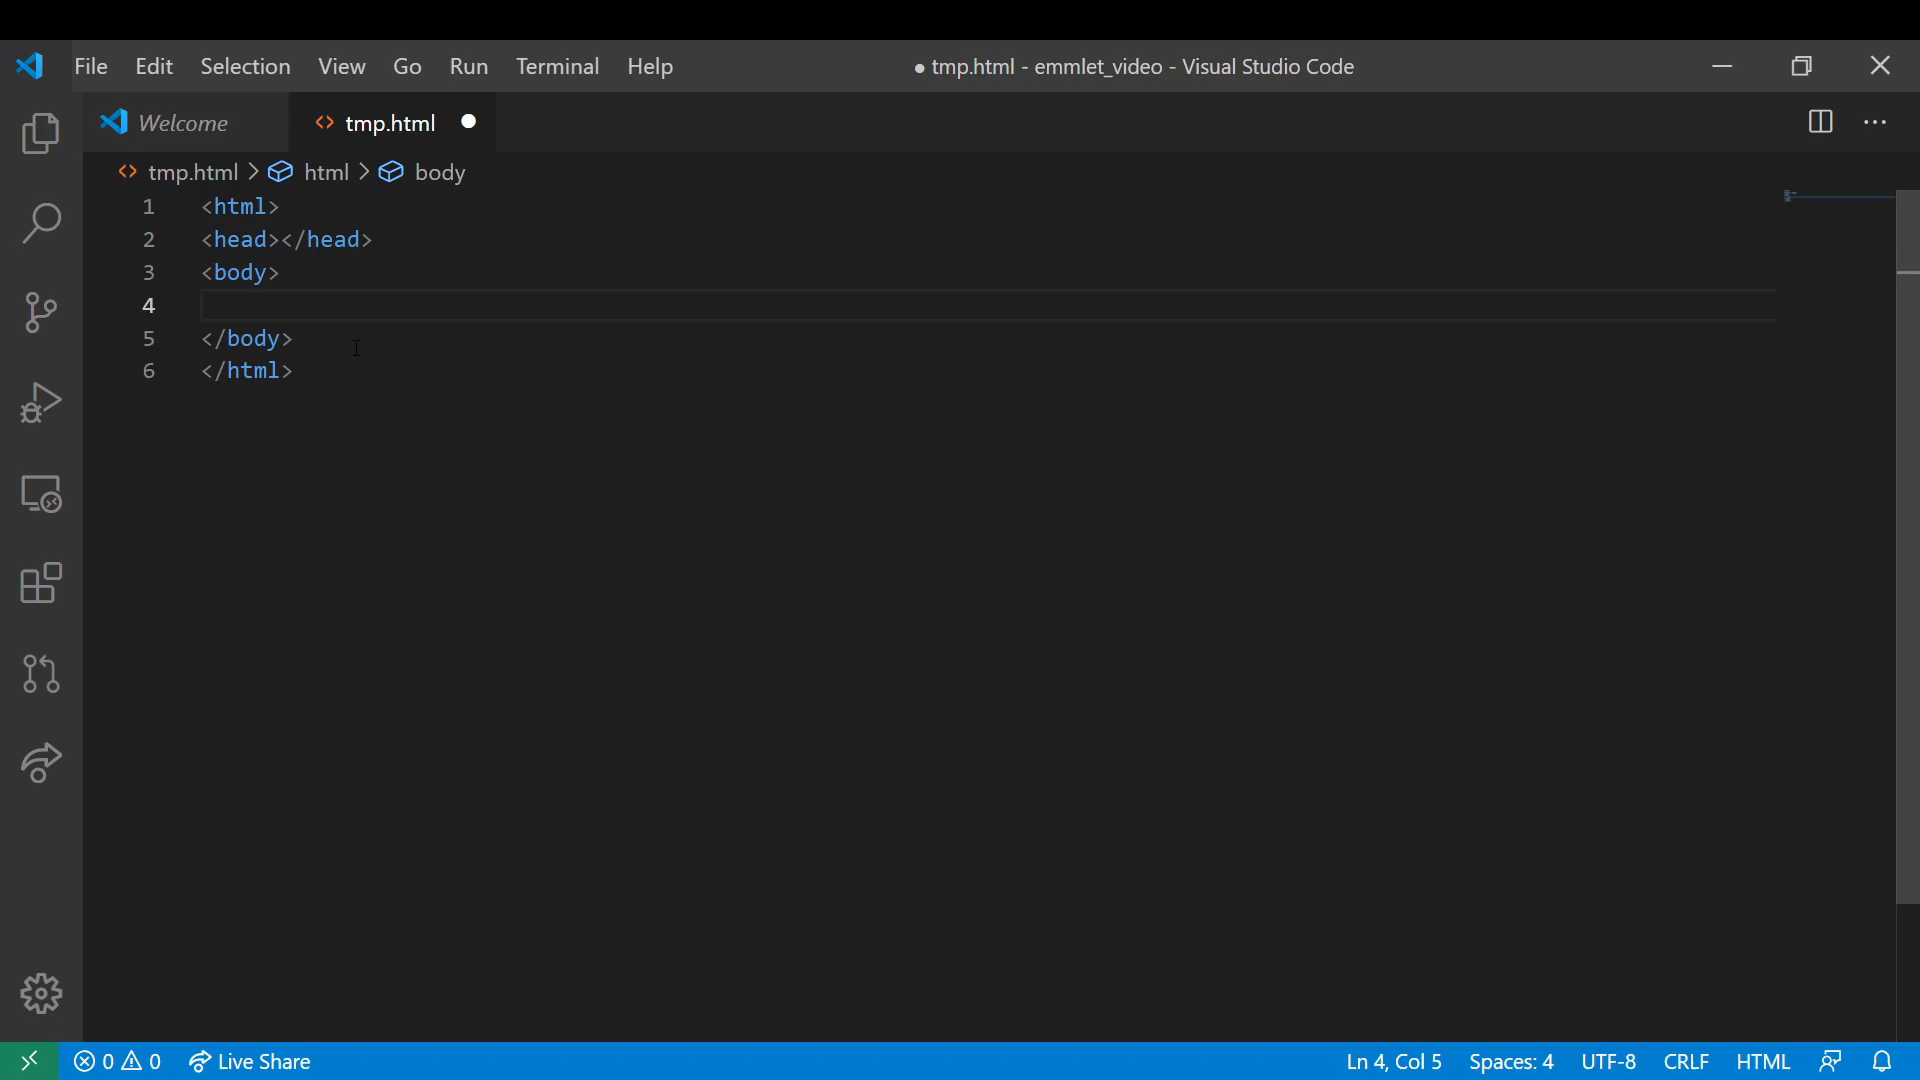 File Edit Selection View Go Run Terminal Help ● tmp.html - emmlet_video - Visual Studio Code
Welcome tmp.html
tmp.html > html > body
1 <html>
2 <head></head>
3 <body>
4
5 </body>
6 </html>
0 0 Live Share Ln 4, Col 5 Spaces: 4 UTF-8 CRLF HTML